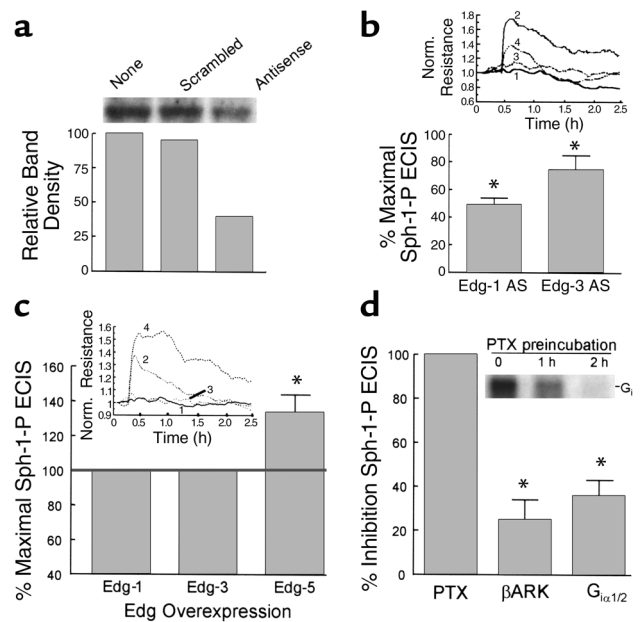 a
None
Scrambled
Antisense
Relative Band Density
100
75
50
25
0
b
Norm. Resistance
1.8
1.6
1.4
1.2
1.0
0.8
0.6
2
4
3
1
0 0.5 1.0 1.5 2.0 2.5
Time (h)
% Maximal Sph-1-P ECIS
100
80
60
40
20
0
*
*
Edg-1 AS Edg-3 AS
c
Norm. Resistance
1.6
1.5
1.4
1.3
1.2
1.1
1
0.9
4
2
3
1
0 0.5 1.0 1.5 2.0 2.5
Time (h)
% Maximal Sph-1-P ECIS
160
140
120
100
80
60
40
*
Edg-1 Edg-3 Edg-5
Edg Overexpression
d
PTX preincubation
0 1 h 2 h
-Gi
% Inhibition Sph-1-P ECIS
100
80
60
40
20
0
*
*
PTX βARK Giα1/2